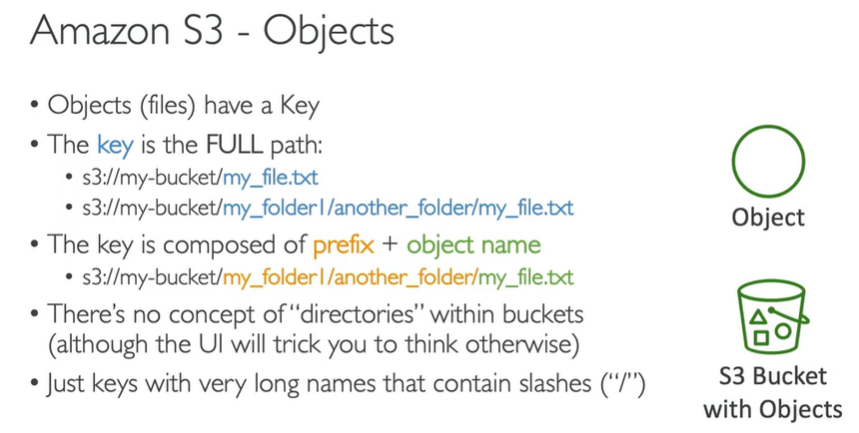 Amazon S3 - Objects
• Objects (files) have a Key
• The key is the FULL path:
• s3://my-bucket/my_file.txt
• s3://my-bucket/my_folder1/another_folder/my_file.txt
• The key is composed of prefix + object name
• s3://my-bucket/my_folder1/another_folder/my_file.txt
• There's no concept of “directories” within buckets
(although the UI will trick you to think otherwise)
• Just keys with very long names that contain slashes (“/”)
Object
S3 Bucket
with Objects